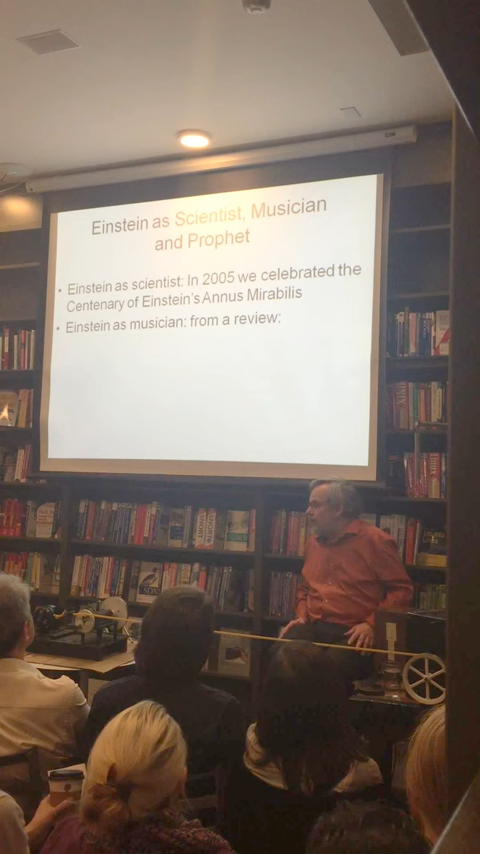 Einstein as Scientist, Musician
and Prophet
• Einstein as scientist: In 2005 we celebrated the
Centenary of Einstein's Annus Mirabilis
• Einstein as musician: from a review: